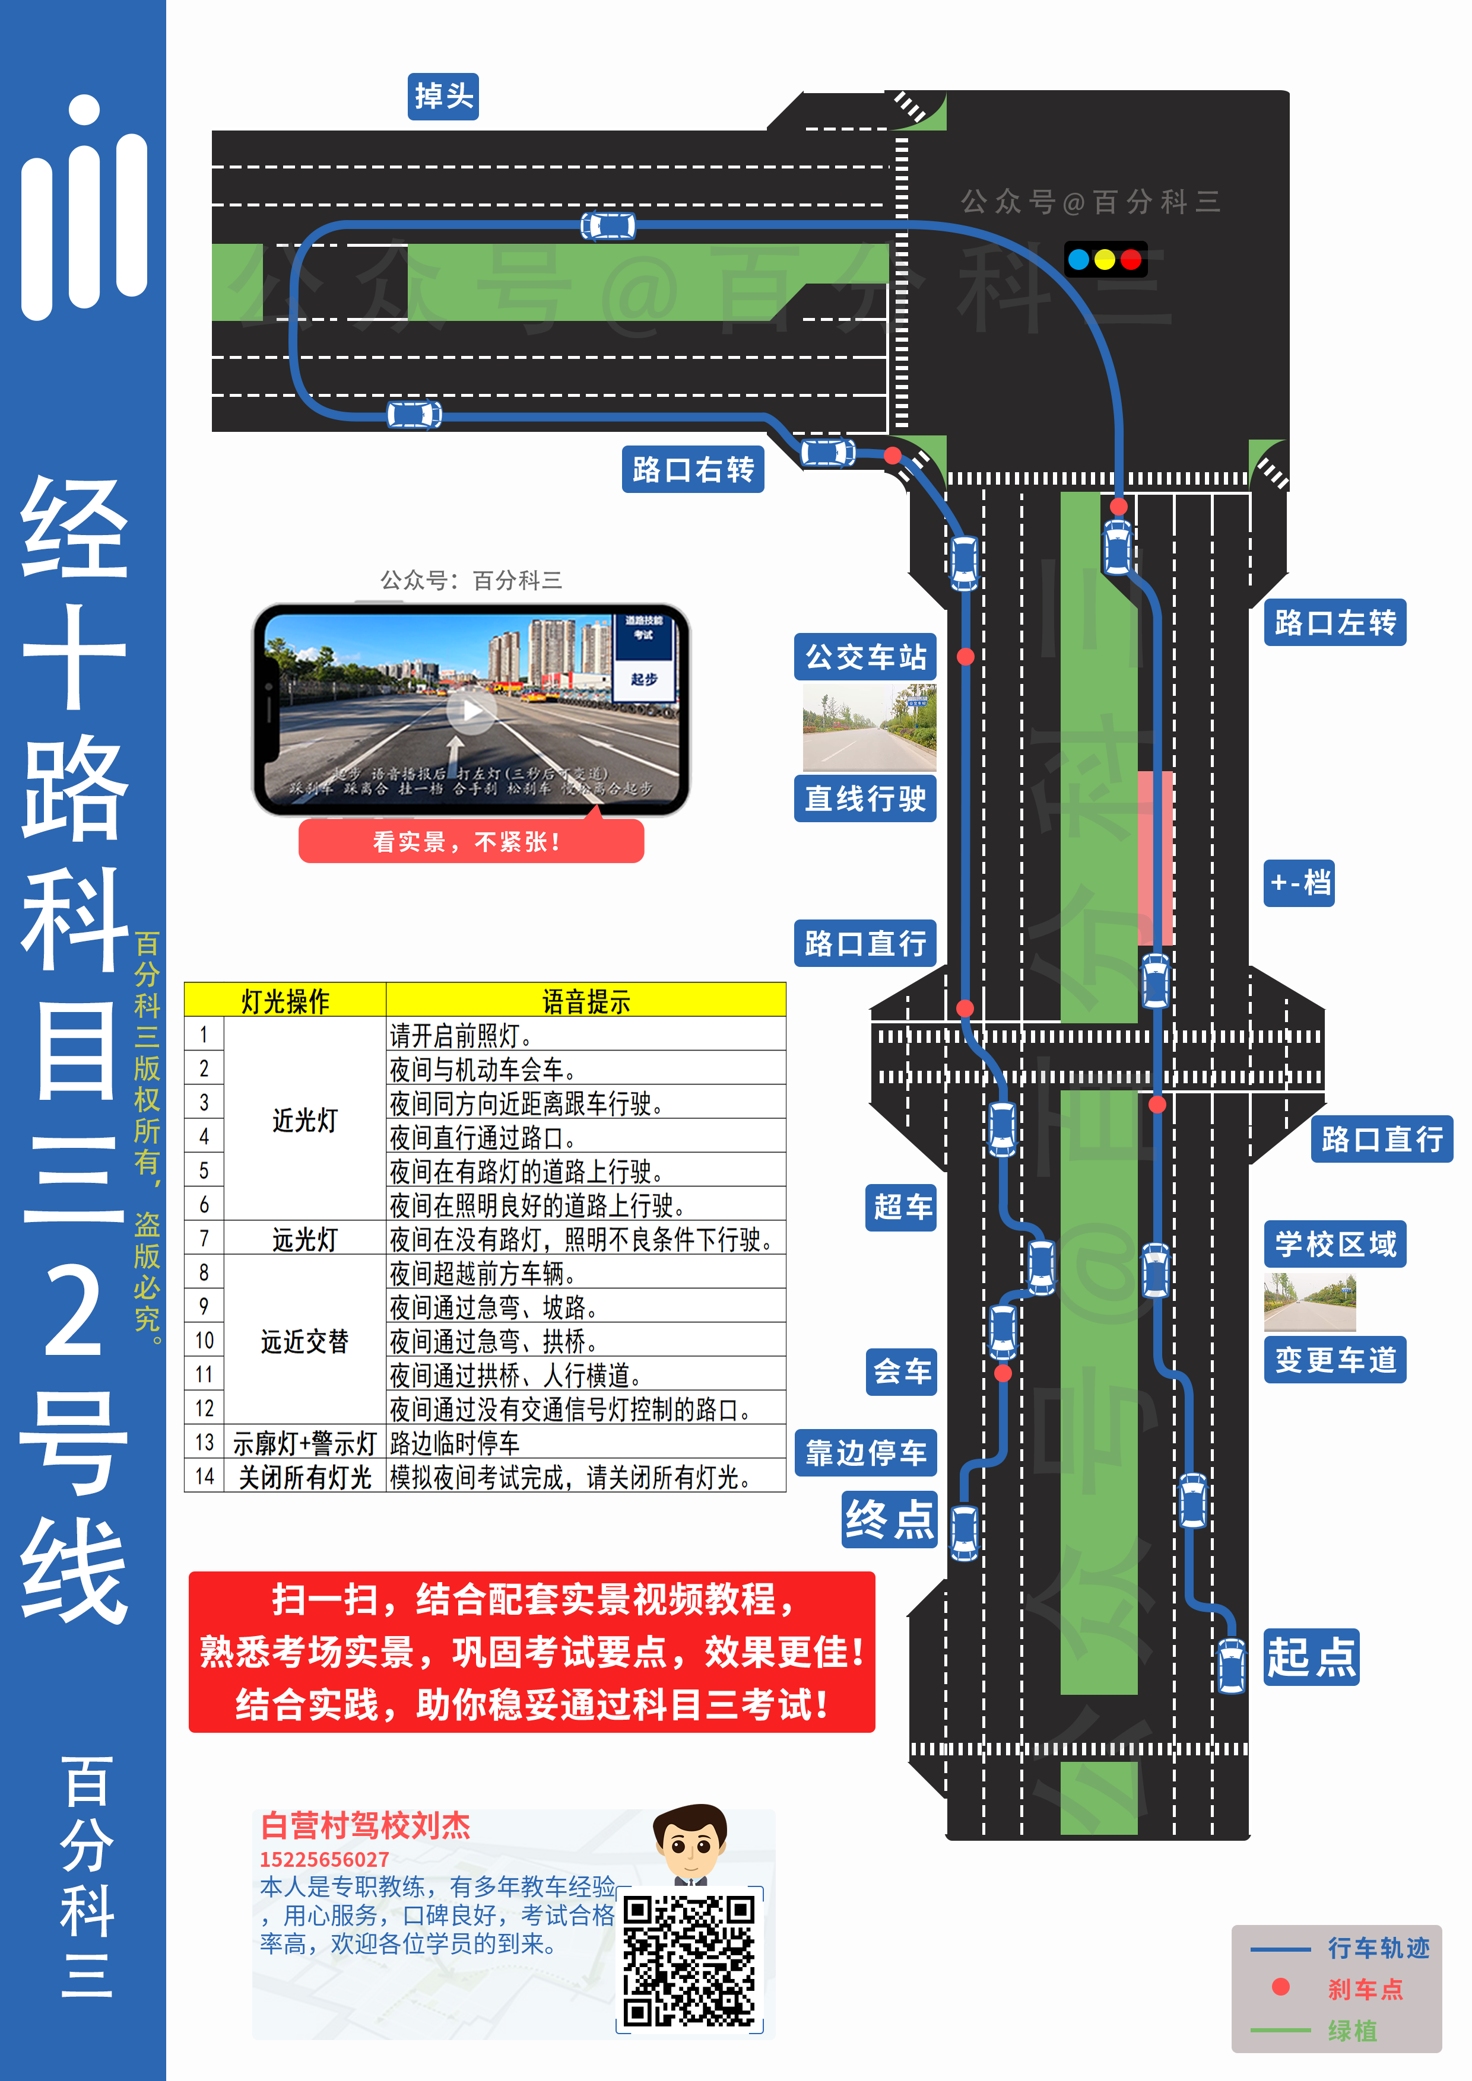 经十路科目三2号线
百分科三版权所有，盗版必究。
百分科三
掉头
公众号@百分科三
公众号@百分科三
路口右转
公众号：百分科三
道路技能
考试
起步
起步 语音播报后 打左灯(三秒后可变道)
踩刹车 踩离合 挂一档 合手刹 松刹车 慢松离合起步
看实景，不紧张！
路口左转
公交车站
直线行驶
+-档
路口直行
路口直行
超车
学校区域
变更车道
会车
靠边停车
终点
起点
公众号@百分科三
灯光操作 语音提示
1 近光灯 请开启前照灯。
2 夜间与机动车会车。
3 夜间同方向近距离跟车行驶。
4 夜间直行通过路口。
5 夜间在有路灯的道路上行驶。
6 夜间在照明良好的道路上行驶。
7 远光灯 夜间在没有路灯，照明不良条件下行驶。
8 远近交替 夜间超越前方车辆。
9 夜间通过急弯、坡路。
10 夜间通过急弯、拱桥。
11 夜间通过拱桥、人行横道。
12 夜间通过没有交通信号灯控制的路口。
13 示廓灯+警示灯 路边临时停车
14 关闭所有灯光 模拟夜间考试完成，请关闭所有灯光。
扫一扫，结合配套实景视频教程，
熟悉考场实景，巩固考试要点，效果更佳！
结合实践，助你稳妥通过科目三考试！
白营村驾校刘杰
15225656027
本人是专职教练，有多年教车经验
，用心服务，口碑良好，考试合格
率高，欢迎各位学员的到来。
行车轨迹
刹车点
绿植